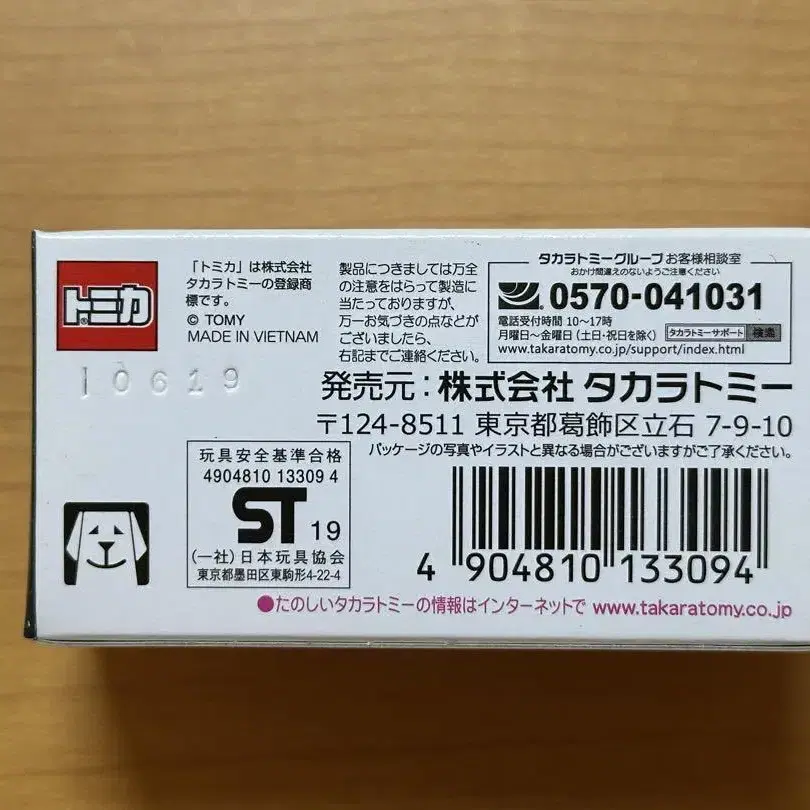 トミカ®
「トミカ」は株式会社
タカラトミーの登録商
標です。
© TOMY
MADE IN VIETNAM
10619
製品につきましては万全
の注意をはらって製造に
当たっておりますが、
万一お気づきの点などが
ございましたら、
右記までご連絡ください。
タカラトミーグループ お客様相談室
おかけ間違えのないようご注意ください
0570-041031
電話受付時間 10〜17時
月曜日〜金曜日(土日・祝日を除く) タカラトミーサポート 検索
www.takaratomy.co.jp/support/index.html
発売元:株式会社 タカラトミー
〒124-8511 東京都葛飾区立石 7-9-10
パッケージの写真やイラストと異なる場合がございますがご了承ください。
玩具安全基準合格
4904810 13309 4
ST 19
(一社)日本玩具協会
東京都墨田区東駒形4-22-4
4 904810 133094
●たのしいタカラトミーの情報はインターネットで www.takaratomy.co.jp